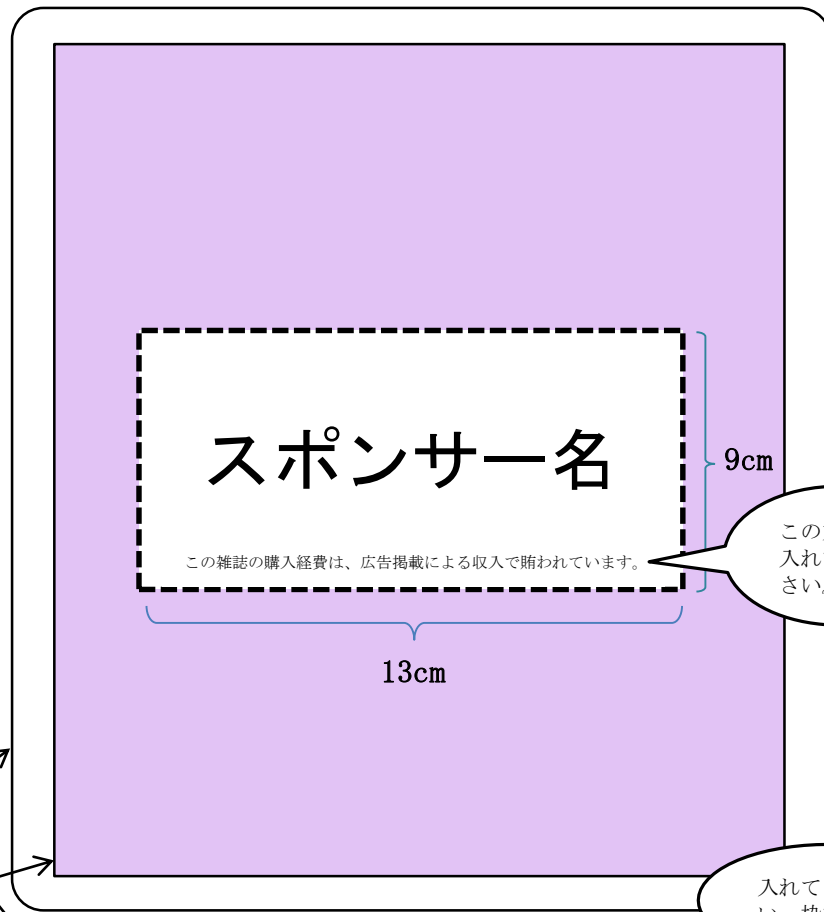 スポンサー名
この雑誌の購入経費は、広告掲載による収入で賄われています。
9cm
13cm
この
入れ
さい。
入れて